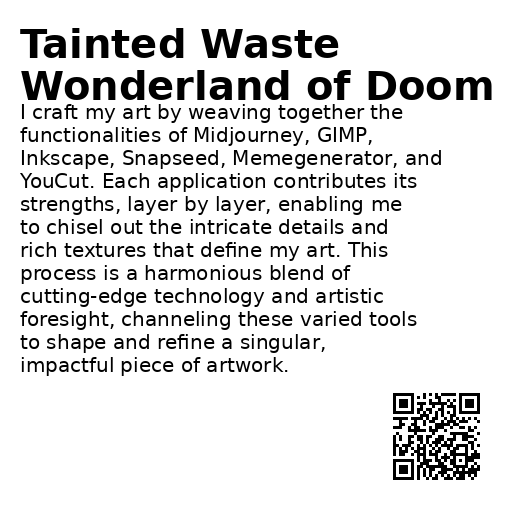 Tainted Waste
Wonderland of Doom
I craft my art by weaving together the
functionalities of Midjourney, GIMP,
Inkscape, Snapseed, Memegenerator, and
YouCut. Each application contributes its
strengths, layer by layer, enabling me
to chisel out the intricate details and
rich textures that define my art. This
process is a harmonious blend of
cutting-edge technology and artistic
foresight, channeling these varied tools
to shape and refine a singular,
impactful piece of artwork.